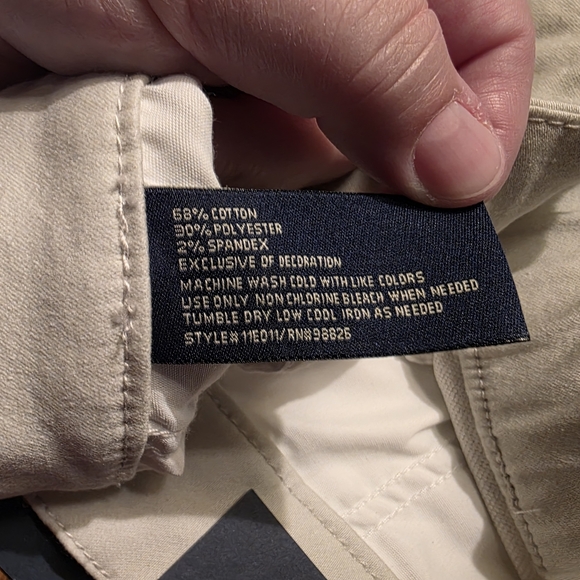 68% COTTON
30% POLYESTER
2% SPANDEX
EXCLUSIVE OF DECORATION
MACHINE WASH COLD WITH LIKE COLORS
USE ONLY NON CHLORINE BLEACH WHEN NEEDED
TUMBLE DRY LOW COOL IRON AS NEEDED
STYLE# 11E011/RN#98826